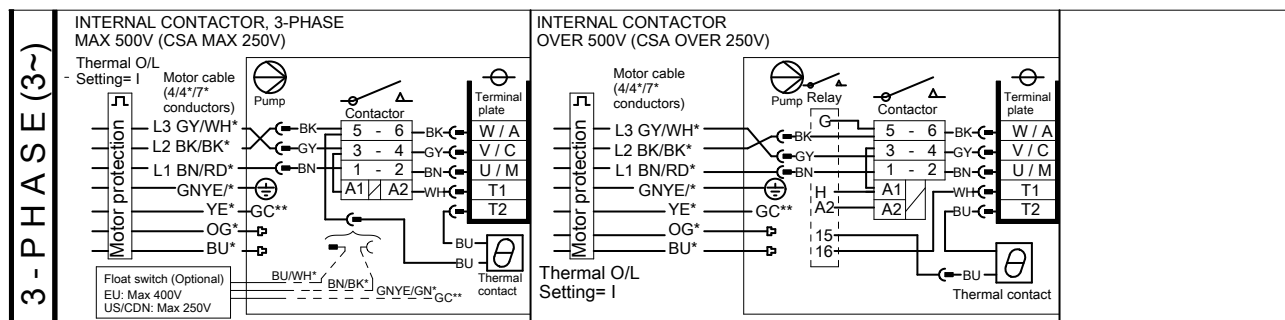 3-PHASE (3~)
INTERNAL CONTACTOR, 3-PHASE
MAX 500V (CSA MAX 250V)
Thermal O/L
- Setting= I
Motor cable
(4/4*/7*
conductors)
Motor protection
L3 GY/WH*
L2 BK/BK*
L1 BN/RD*
GNYE/*
YE*
OG*
BU*
GC**
Pump
Contactor
BK
GY
BN
5 - 6
3 - 4
1 - 2
A1 A2
BK
GY
BN
WH
Terminal
plate
W / A
V / C
U / M
T1
T2
BU
BU
Thermal
contact
Float switch (Optional)
EU: Max 400V
US/CDN: Max 250V
BU/WH*
BN/BK*
GNYE/GN*
GC**
INTERNAL CONTACTOR
OVER 500V (CSA OVER 250V)
Motor cable
(4/4*/7*
conductors)
Motor protection
L3 GY/WH*
L2 BK/BK*
L1 BN/RD*
GNYE/*
YE*
OG*
BU*
GC**
Thermal O/L
Setting= I
Pump
Relay
G
H
A2
15
16
BK
GY
BN
Contactor
5 - 6
3 - 4
1 - 2
A1
A2
BK
GY
BN
WH
BU
Terminal
plate
W / A
V / C
U / M
T1
T2
BU
Thermal contact